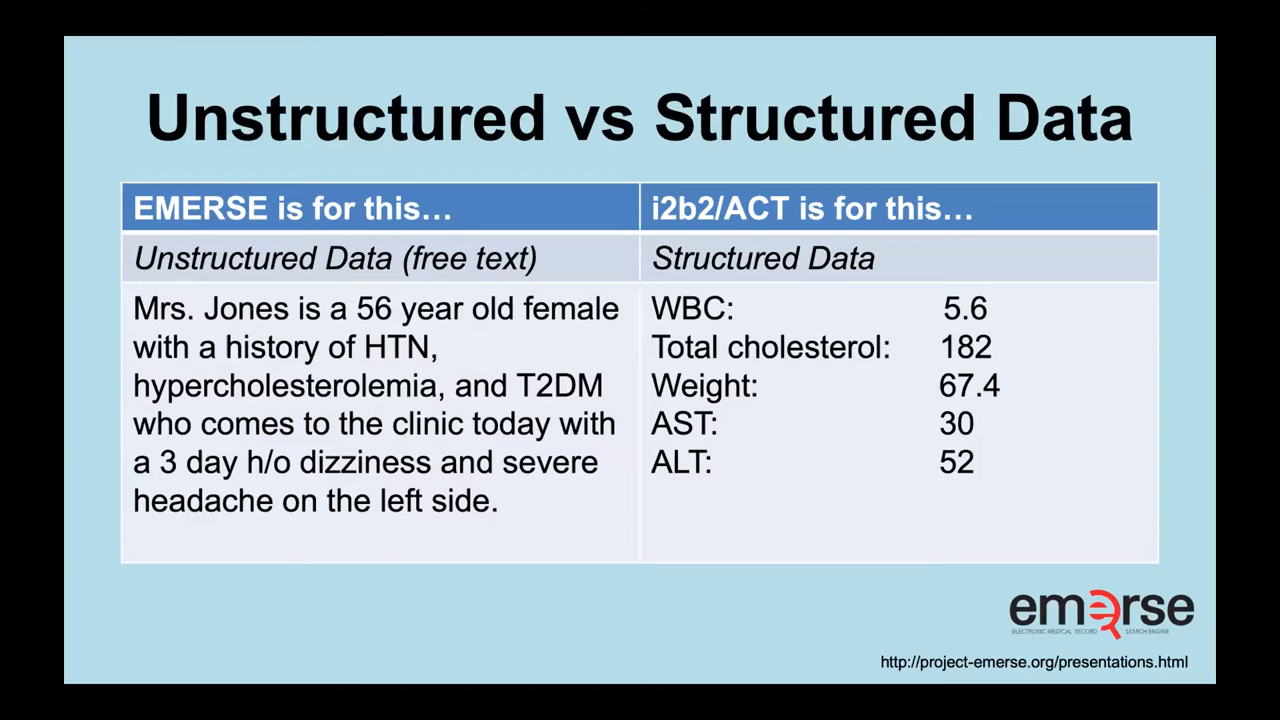 Unstructured vs Structured Data
EMERSE is for this…
i2b2/ACT is for this…
Unstructured Data (free text)
Structured Data
Mrs. Jones is a 56 year old female
with a history of HTN,
hypercholesterolemia, and T2DM
who comes to the clinic today with
a 3 day h/o dizziness and severe
headache on the left side.
WBC: 5.6
Total cholesterol: 182
Weight: 67.4
AST: 30
ALT: 52
emerse
ELECTRONIC MEDICAL RECORD SEARCH ENGINE
http://project-emerse.org/presentations.html